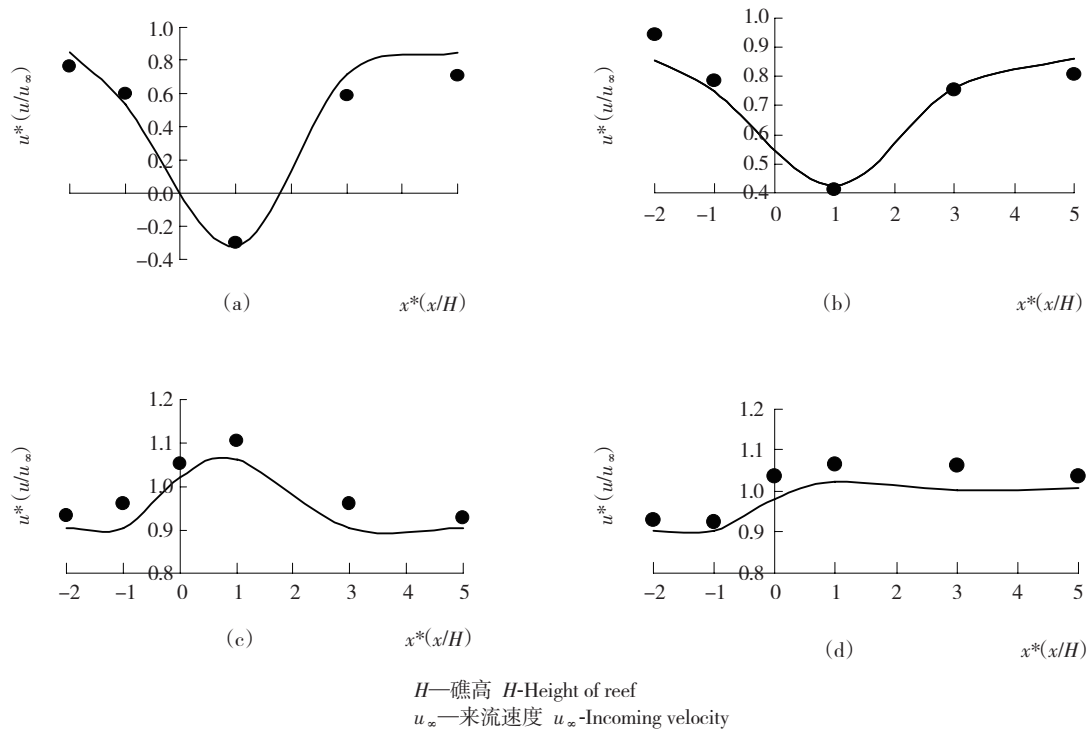 1.0
0.8
0.6
0.4
0.2
0.0
−0.2
−0.4
u*(u/u∞)
(a)
x*(x/H)
1.0
0.9
0.8
0.7
0.6
0.5
0.4
u*(u/u∞)
−2 −1 0 1 2 3 4 5
(b)
x*(x/H)
1.2
1.1
1.0
0.9
0.8
u*(u/u∞)
−2 −1 0 1 2 3 4 5
(c)
x*(x/H)
1.2
1.1
1.0
0.9
0.8
u*(u/u∞)
−2 −1 0 1 2 3 4 5
(d)
x*(x/H)
H—礁高 H-Height of reef
u∞—来流速度 u∞-Incoming velocity